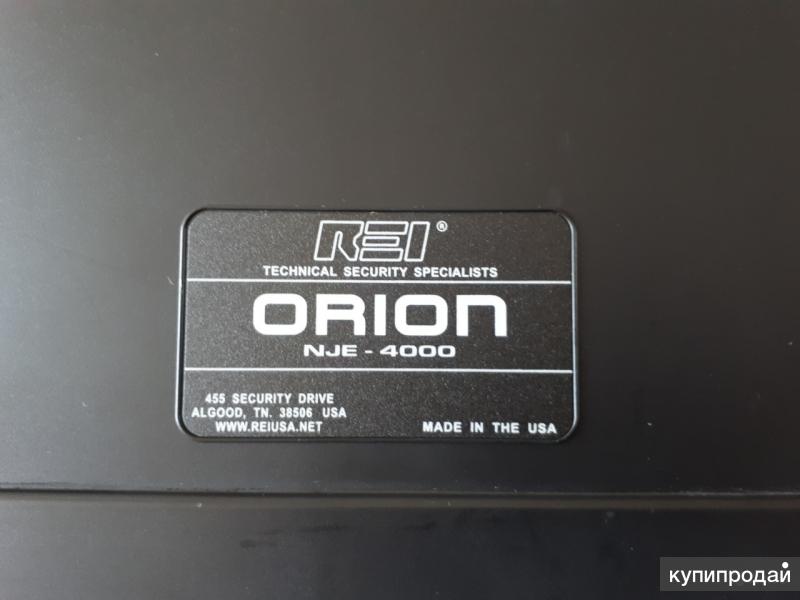 REI®
TECHNICAL SECURITY SPECIALISTS
ORION
NJE - 4000
455 SECURITY DRIVE
ALGOOD, TN. 38506 USA
WWW.REIUSA.NET
MADE IN THE USA
купипродай